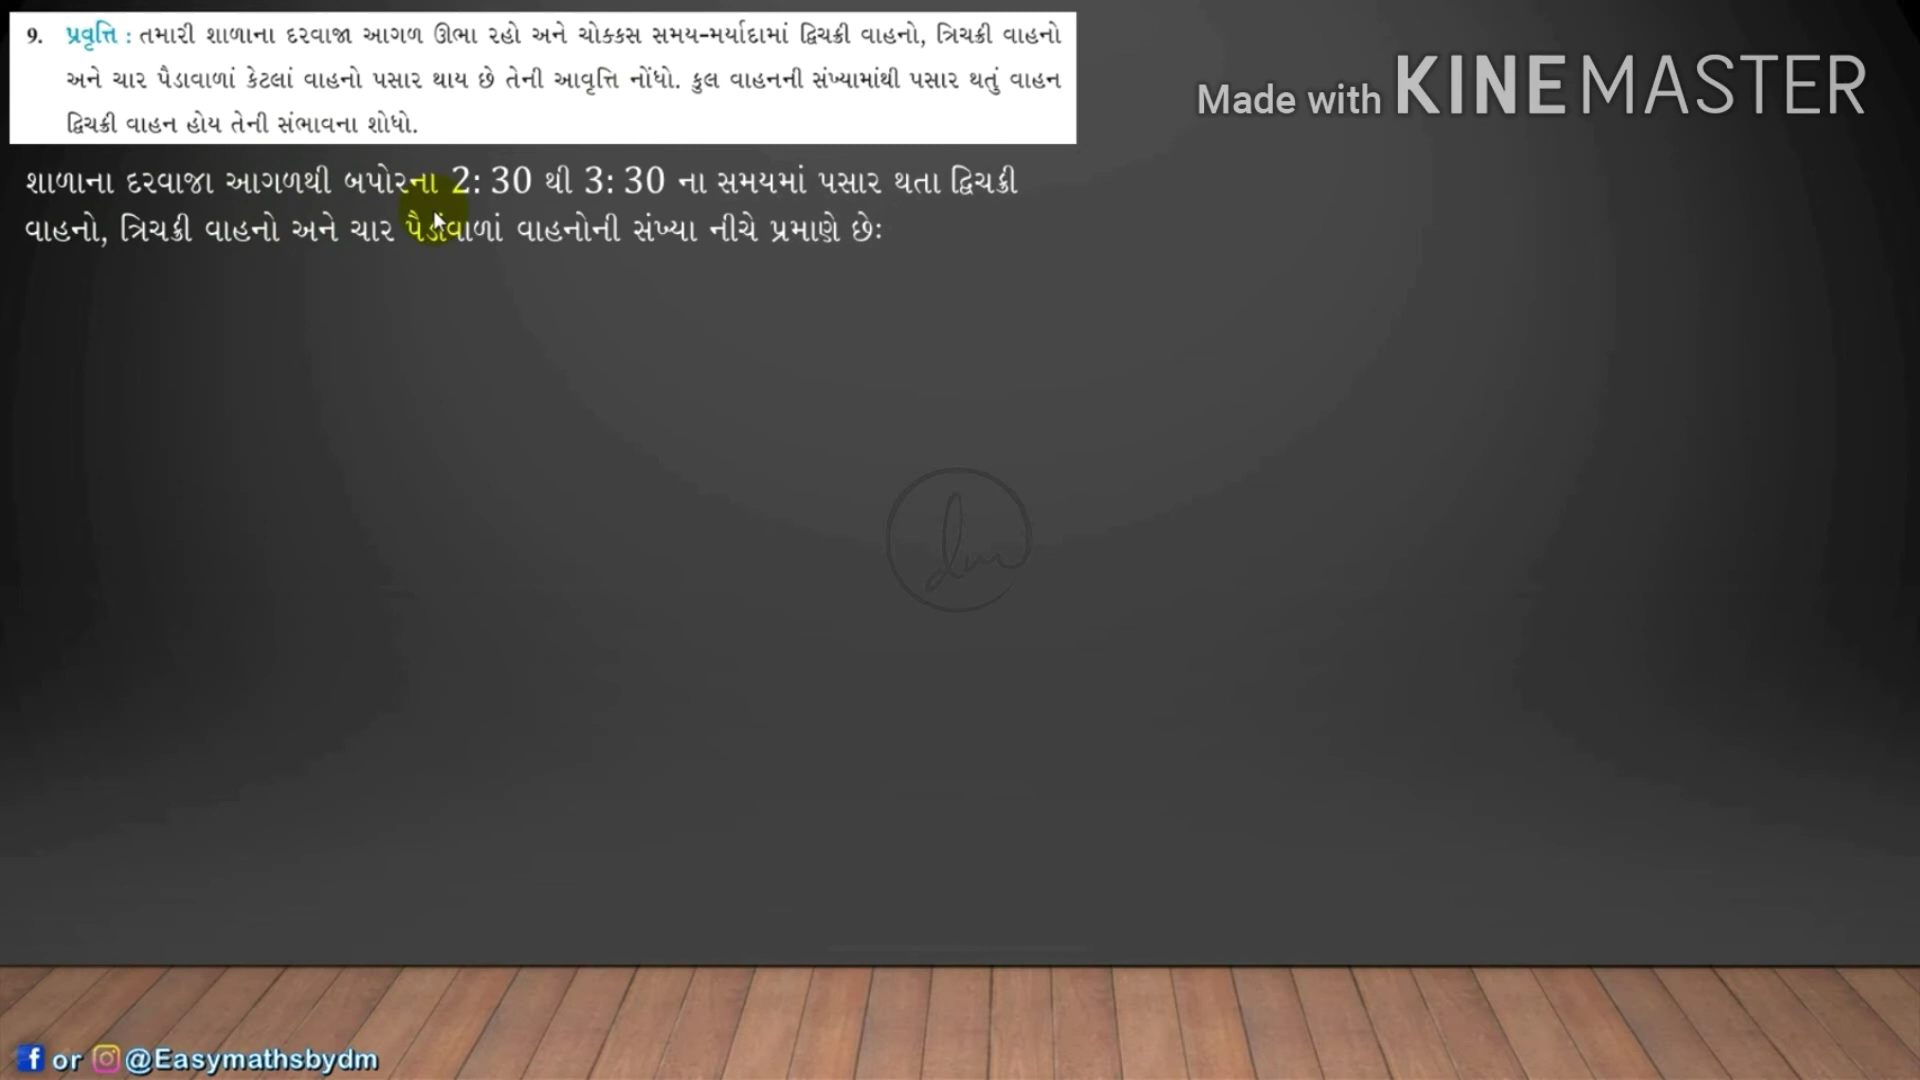 9. પ્રવૃત્તિ : તમારી શાળાના દરવાજા આગળ ઊભા રહો અને ચોક્કસ સમય-મર્યાદામાં દ્વિચક્રી વાહનો, ત્રિચક્રી વાહનો
અને ચાર પૈડાવાળાં કેટલાં વાહનો પસાર થાય છે તેની આવૃત્તિ નોંધો. કુલ વાહનની સંખ્યામાંથી પસાર થતું વાહન
દ્વિચક્રી વાહન હોય તેની સંભાવના શોધો.
Made with KINEMASTER
શાળાના દરવાજા આગળથી બપોરના 2: 30 થી 3: 30 ના સમયમાં પસાર થતા દ્વિચક્રી
વાહનો, ત્રિચક્રી વાહનો અને ચાર પૈડાવાળાં વાહનોની સંખ્યા નીચે પ્રમાણે છેઃ
dm
f or @Easymathsbydm